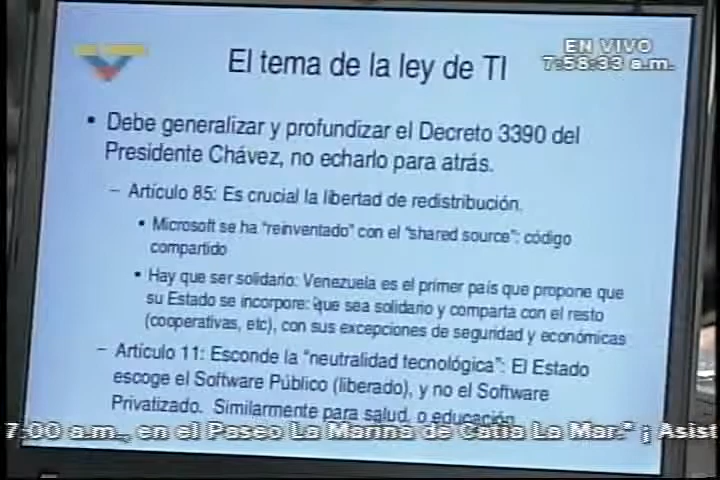 EN VIVO
7:58:33 a.m.
El tema de la ley de TI
• Debe generalizar y profundizar el Decreto 3390 del
Presidente Chávez, no echarlo para atrás.
– Artículo 85: Es crucial la libertad de redistribución.
• Microsoft se ha “reinventado” con el “shared source”: código
compartido
• Hay que ser solidario: Venezuela es el primer país que propone que
su Estado se incorpore: que sea solidario y comparta con el resto
(cooperativas, etc), con sus excepciones de seguridad y económicas
– Artículo 11: Esconde la “neutralidad tecnológica”: El Estado
escoge el Software Público (liberado), y no el Software
Privatizado. Similarmente para salud, o educación
7:00 a.m., en el Paseo La Marina de Catia La Mar." ¡ Asist